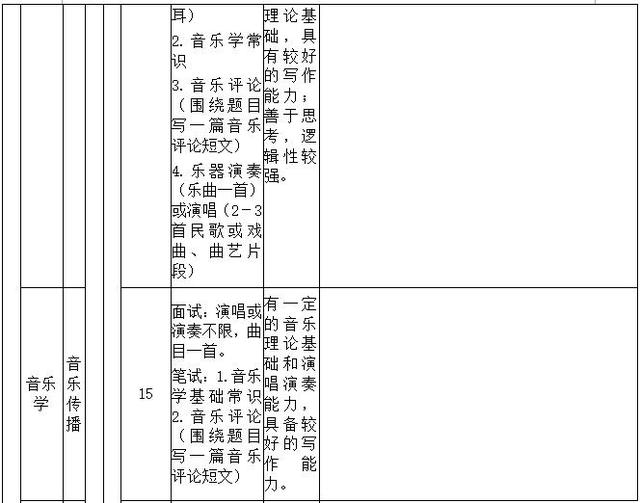 耳）
2. 音乐学常
识
3. 音乐评论
（围绕题目
写一篇音乐
评论短文）
4. 乐器演奏
（乐曲一首）
或演唱（2－3
首民歌或戏
曲、曲艺片
段）
理论基
础，具
有较好
的写作
能力；
善于思
考，逻
辑性较
强。
音乐
学
音
乐
传
播
15
面试：演唱或
演奏不限，曲
目一首。
笔试：1.音乐
学基础常识
2. 音乐评论
（围绕题目
写一篇音乐
评论短文）
有一定
的音乐
理论基
础和演
唱演奏
能力，
具备较
好的写
作能
力。